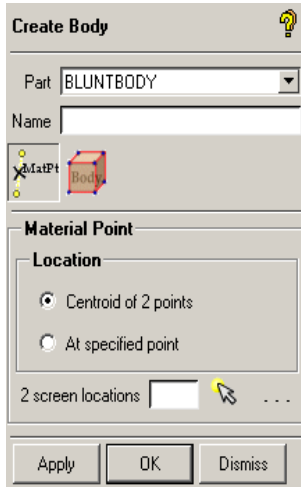 Create Body
Part BLUNTBODY
Name
MatPt Body
Material Point
Location
Centroid of 2 points
At specified point
2 screen locations ...
Apply OK Dismiss